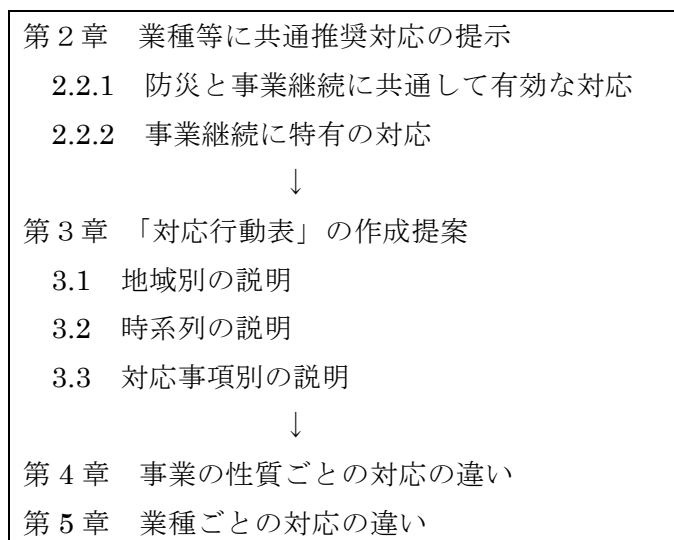 第２章　業種等に共通推奨対応の提示
2.2.1　防災と事業継続に共通して有効な対応
2.2.2　事業継続に特有の対応
↓
第３章　「対応行動表」の作成提案
3.1　地域別の説明
3.2　時系列の説明
3.3　対応事項別の説明
↓
第 4 章　事業の性質ごとの対応の違い
第 5 章　業種ごとの対応の違い